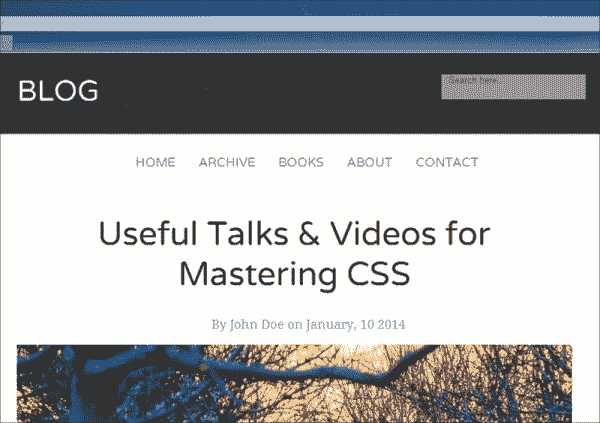 BLOG
Search here...
HOME ARCHIVE BOOKS ABOUT CONTACT
Useful Talks & Videos for
Mastering CSS
By John Doe on January, 10 2014